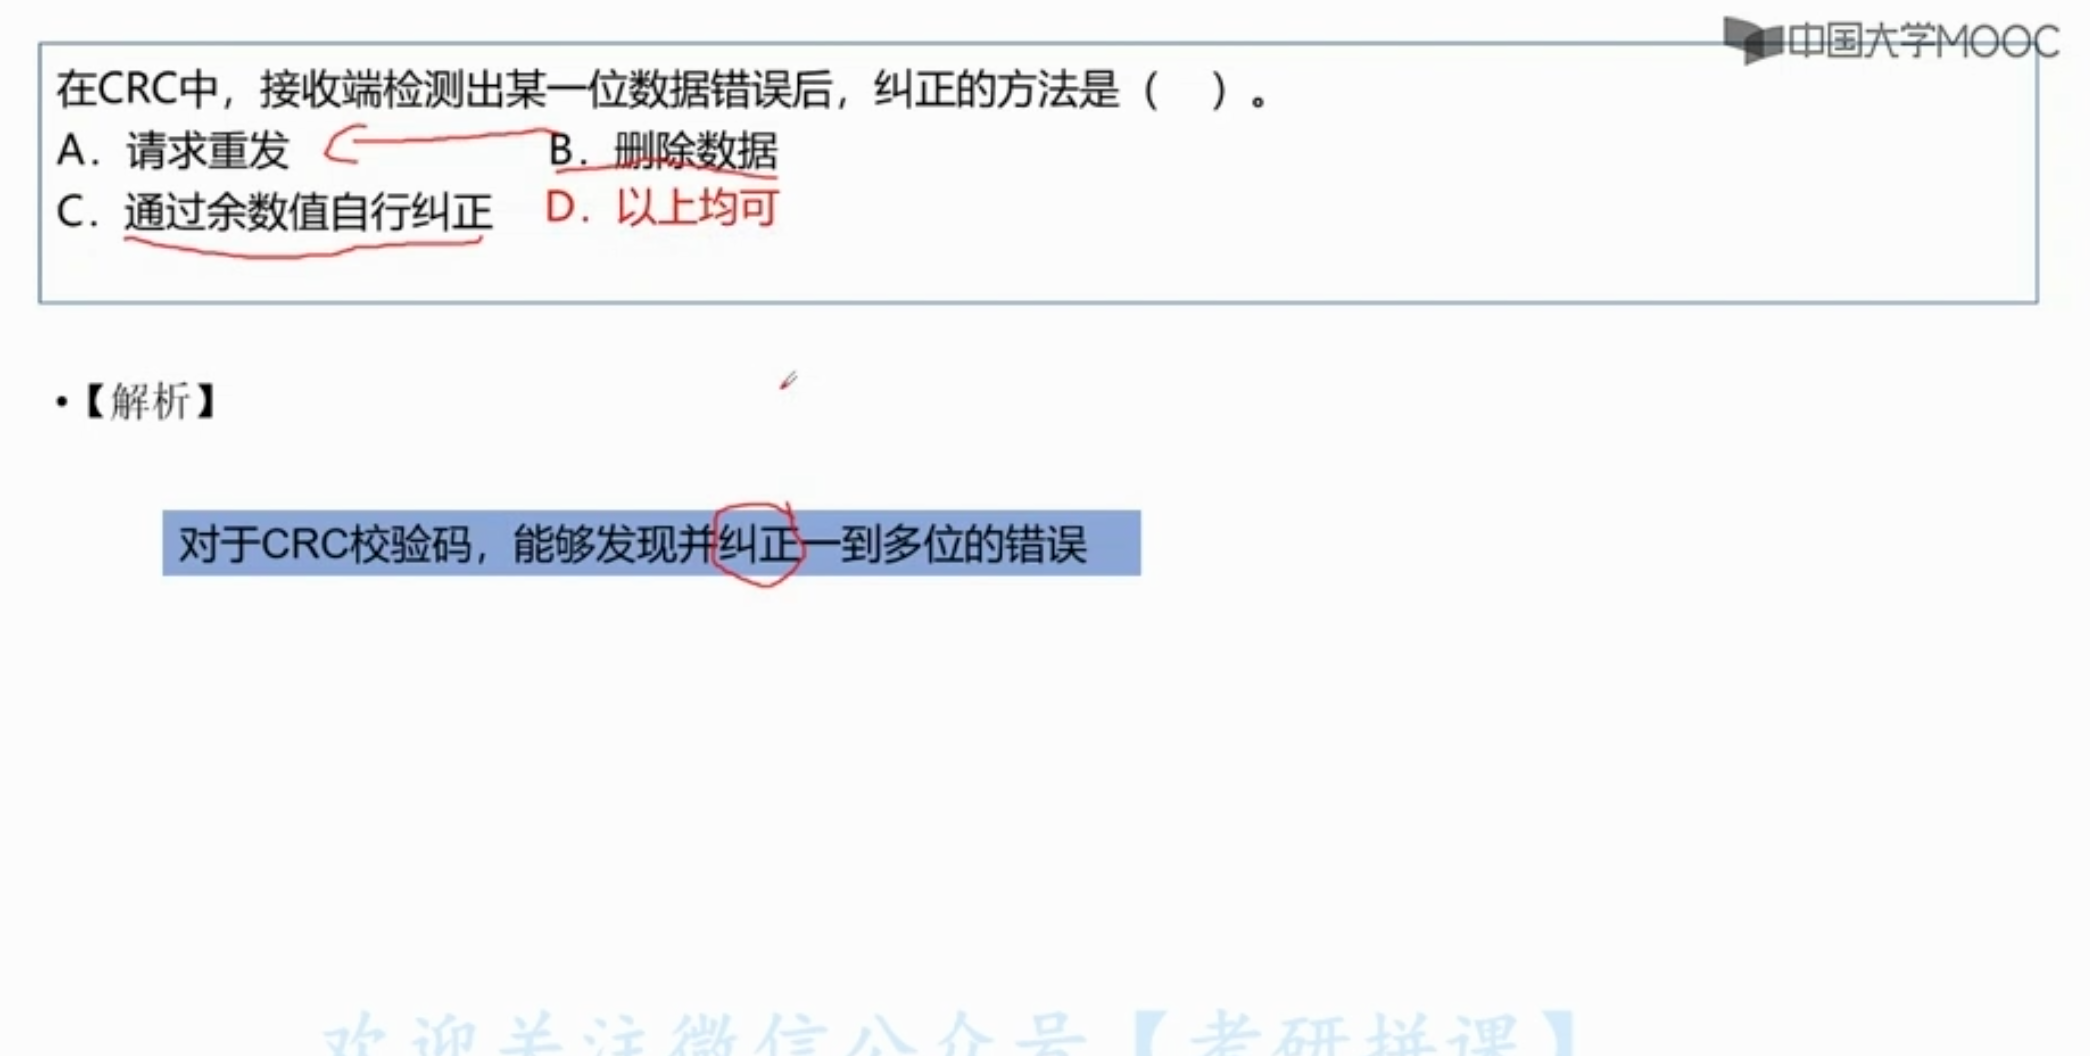 中国大学MOOC
在CRC中，接收端检测出某一位数据错误后，纠正的方法是（　）。
A．请求重发　B．删除数据
C．通过余数值自行纠正　D．以上均可
•【解析】
对于CRC校验码，能够发现并纠正一到多位的错误
欢迎关注微信公众号【考研拼课】